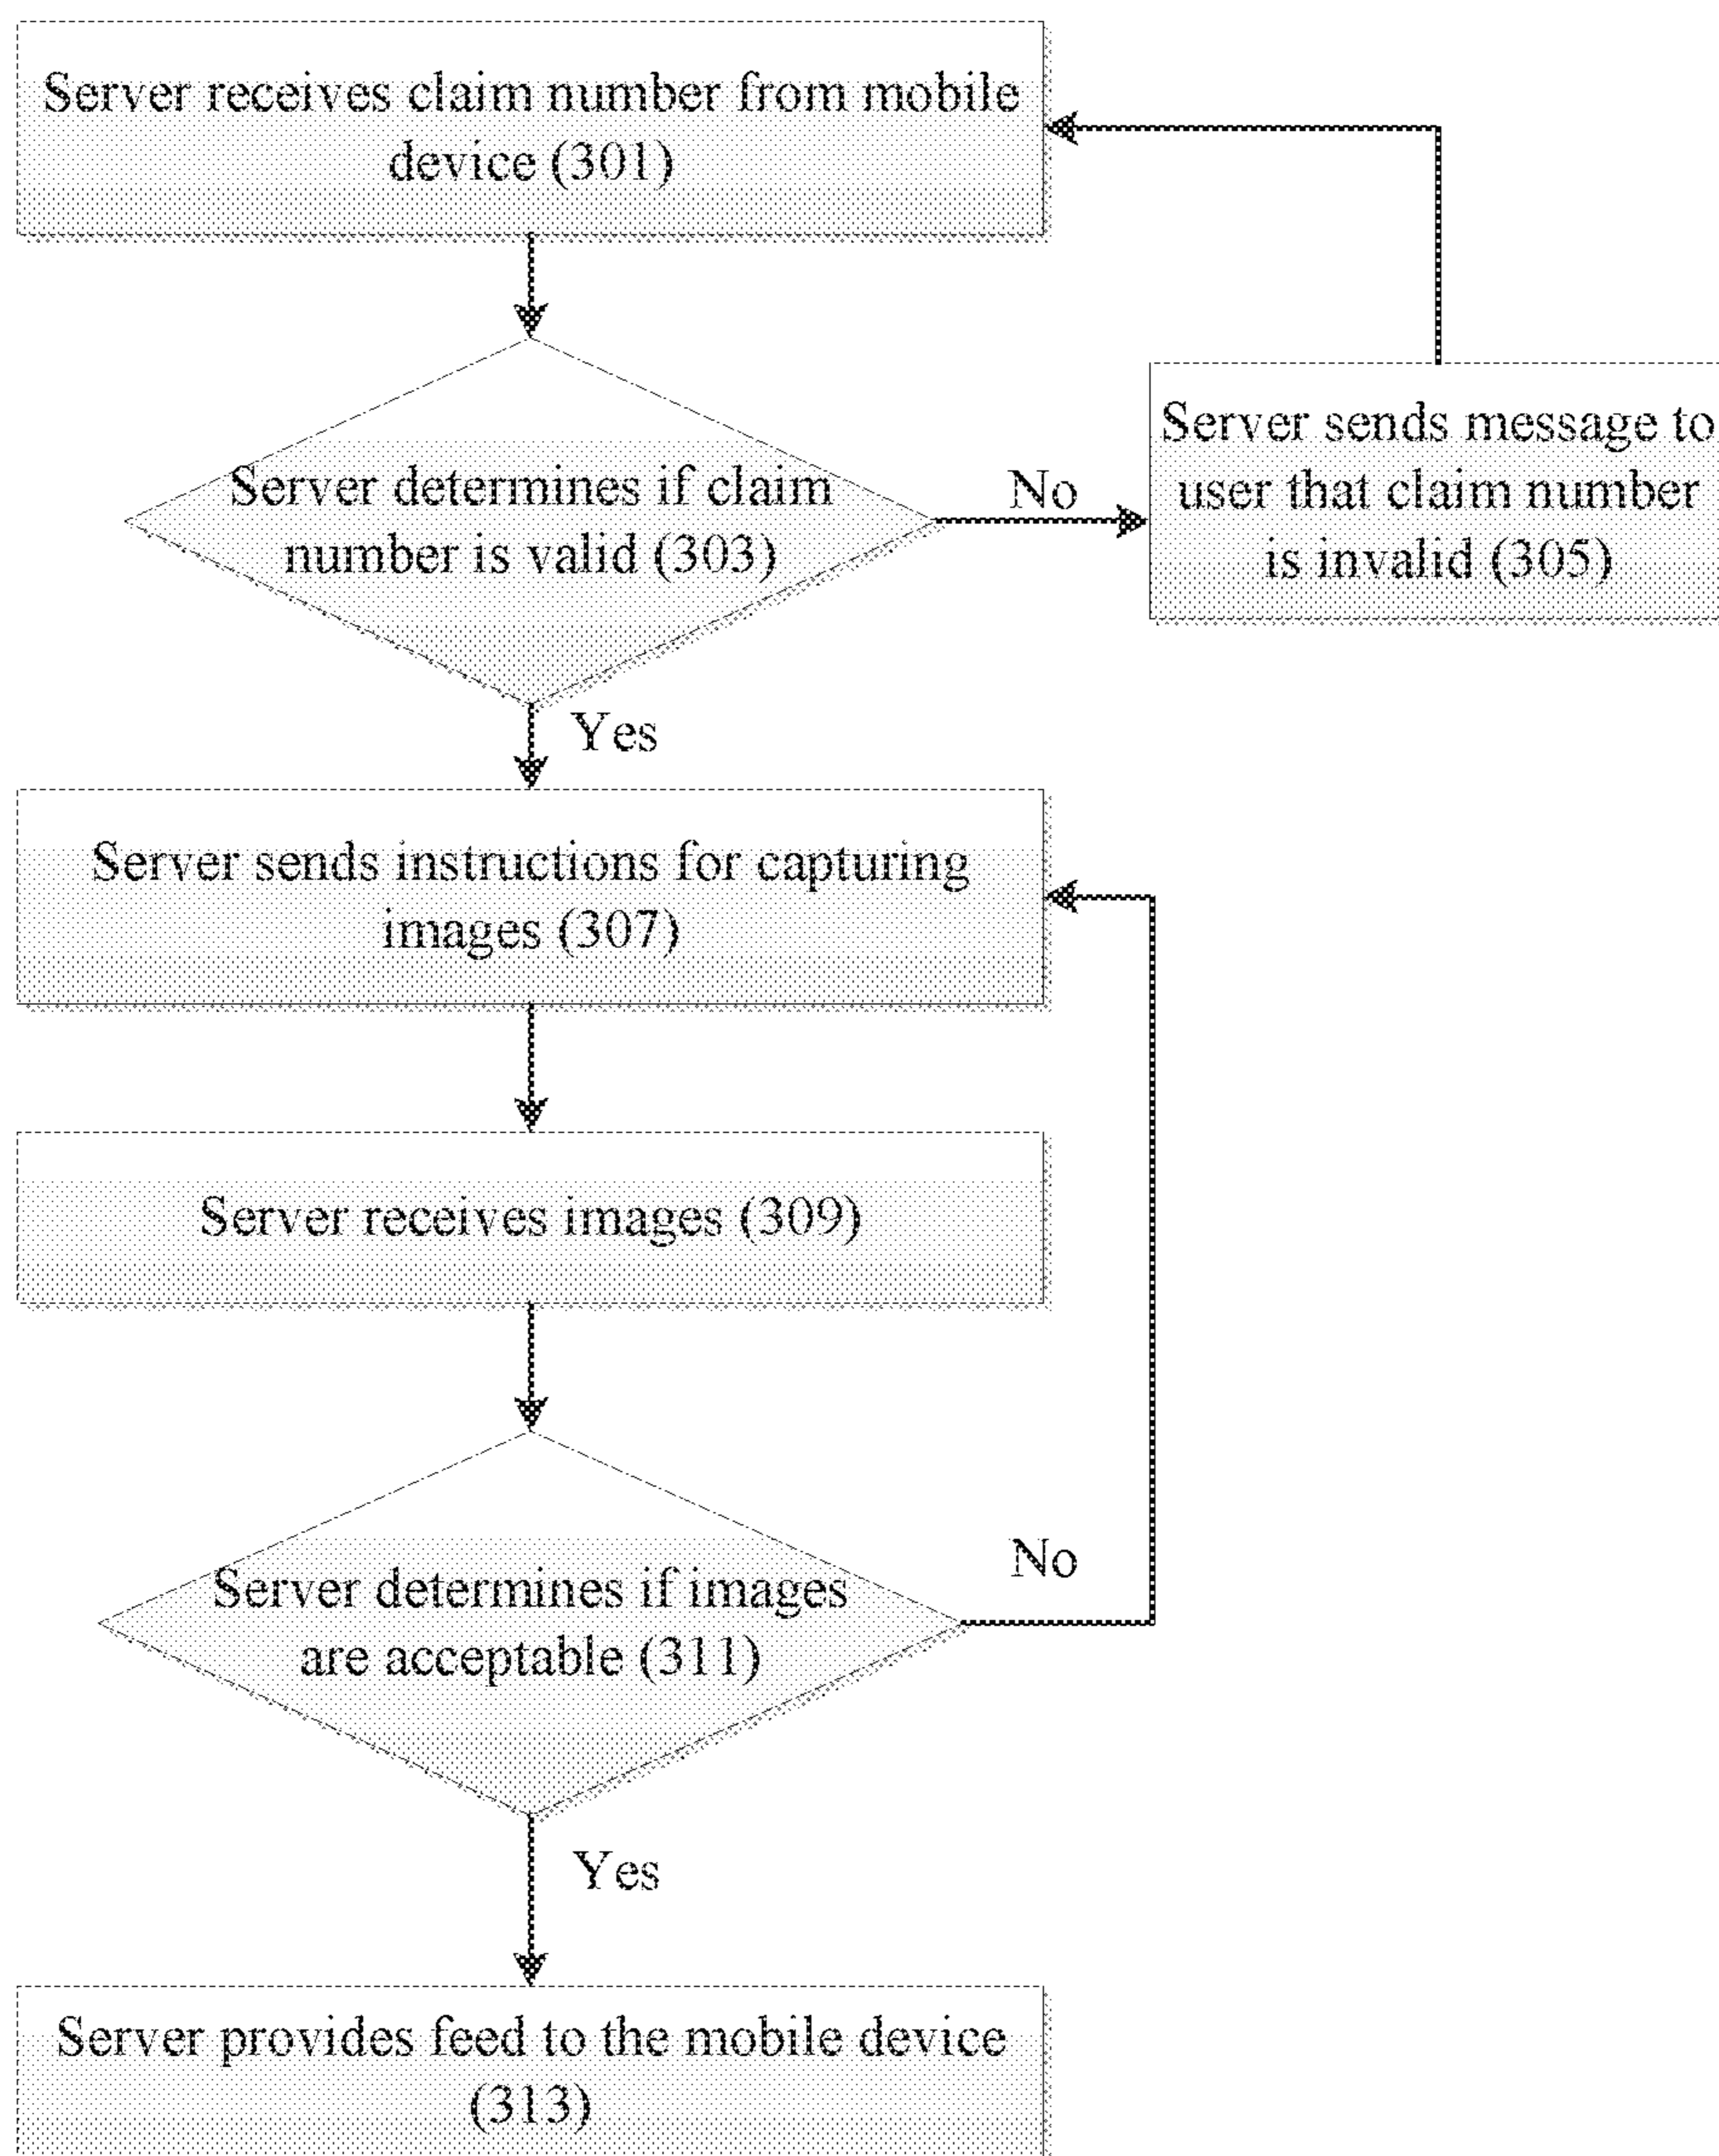 Server receives claim number from mobile
device (301)
Server determines if claim
number is valid (303)
No
Server sends message to
user that claim number
is invalid (305)
Yes
Server sends instructions for capturing
images (307)
Server receives images (309)
Server determines if images
are acceptable (311)
No
Yes
Server provides feed to the mobile device
(313)